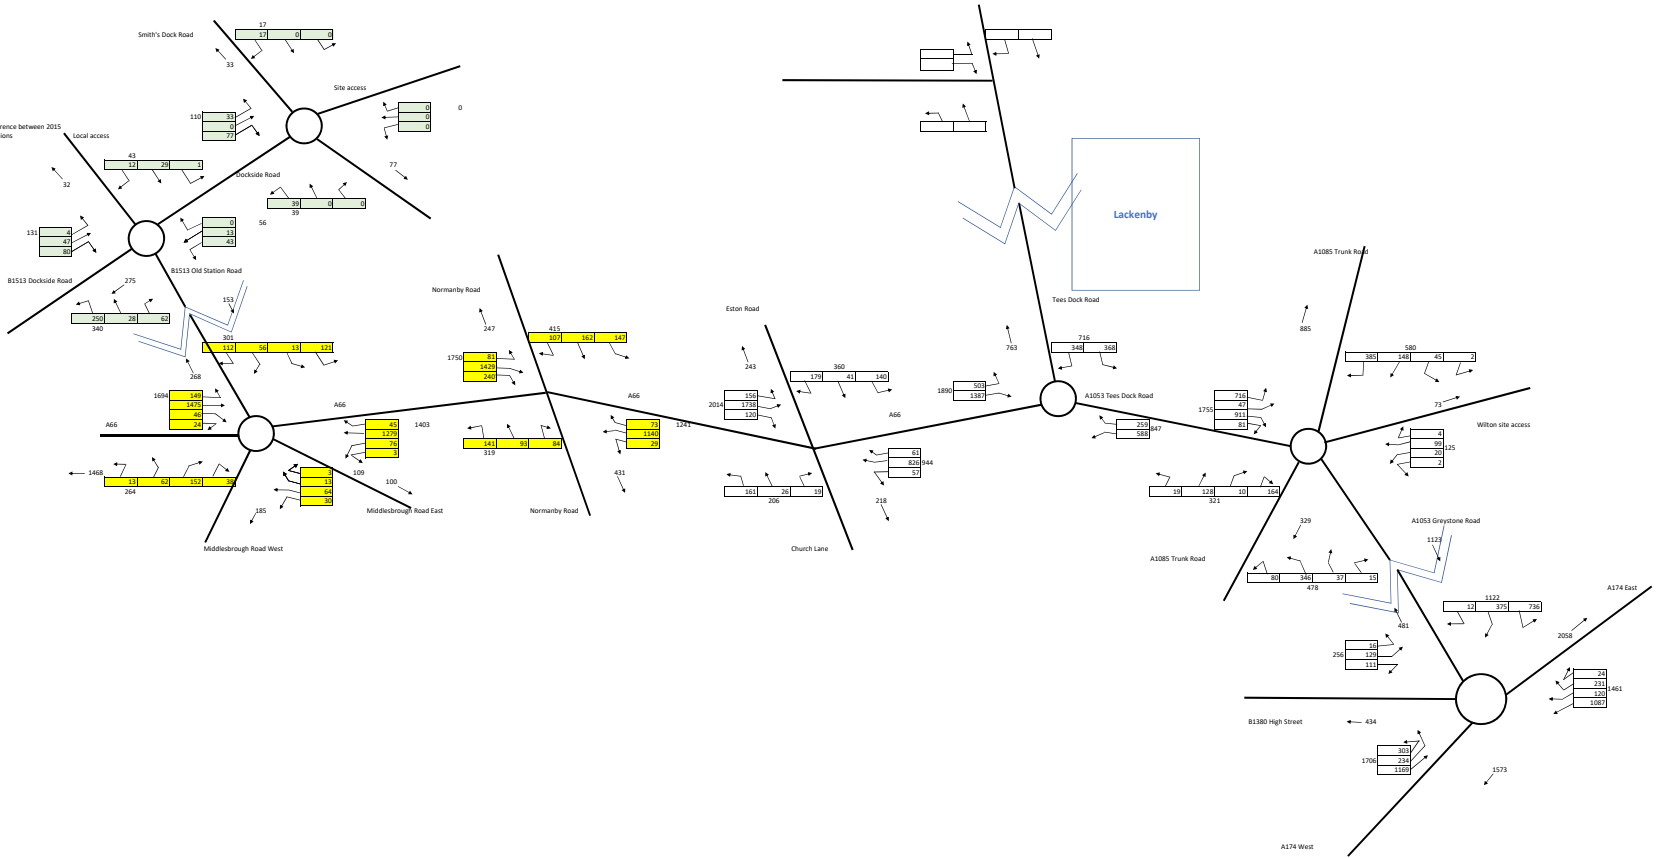 17
Smith's Dock Road
17 0 0
33
Site access
110
33
0
77
0
0
0
0
rence between 2015
ions
Local access
43
12 29 1
77
32
Dockside Road
39 0 0
39
56
131
4
47
80
0
13
43
B1513 Old Station Road
B1513 Dockside Road
275
250 28 62
340
153
301
112 56 13 121
268
1694
149
1475
46
24
A66
A66
45
1279
76
3
1403
1468
13 62 152 38
264
3
13
64
30
109
100
185
Middlesbrough Road East
Middlesbrough Road West
Normanby Road
247
415
107 162 147
1750
81
1429
240
A66
141 93 84
319
73
1140
29
1241
431
Normanby Road
Eston Road
243
360
179 41 140
2014
156
1738
120
A66
161 26 19
206
61
826
57
944
218
Church Lane
Lackenby
Tees Dock Road
763
716
348 368
1890
503
1387
A1053 Tees Dock Road
259
588
847
A1085 Trunk Road
885
580
385 148 45 2
1755
716
47
911
81
73
Wilton site access
4
99
20
2
125
19 128 10 164
321
329
A1053 Greystone Road
1123
A1085 Trunk Road
80 346 37 15
478
481
1122
12 375 736
A174 East
2058
256
16
129
111
24
231
120
1087
1461
B1380 High Street
434
1706
303
234
1169
1573
A174 West